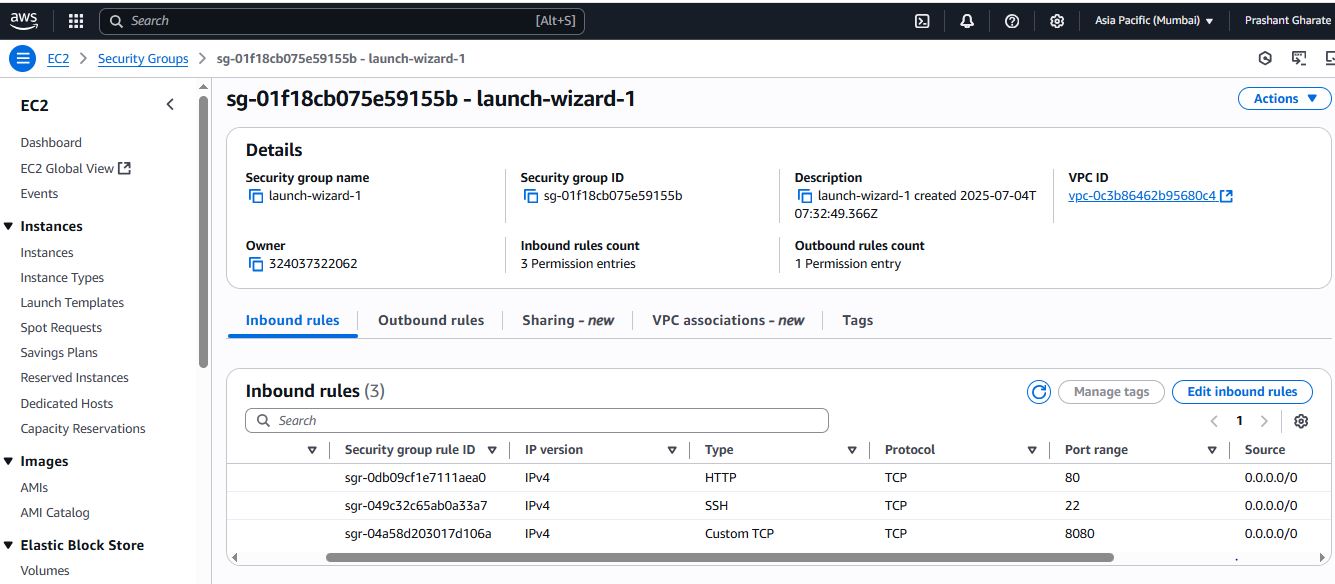 aws Search [Alt+S] Asia Pacific (Mumbai) Prashant Gharate
EC2 Security Groups sg-01f18cb075e59155b - launch-wizard-1
EC2
Dashboard
EC2 Global View
Events
Instances
Instances
Instance Types
Launch Templates
Spot Requests
Savings Plans
Reserved Instances
Dedicated Hosts
Capacity Reservations
Images
AMIs
AMI Catalog
Elastic Block Store
Volumes
sg-01f18cb075e59155b - launch-wizard-1
Actions
Details
Security group name
launch-wizard-1
Security group ID
sg-01f18cb075e59155b
Description
launch-wizard-1 created 2025-07-04T
07:32:49.366Z
VPC ID
vpc-0c3b86462b95680c4
Owner
324037322062
Inbound rules count
3 Permission entries
Outbound rules count
1 Permission entry
Inbound rules Outbound rules Sharing - new VPC associations - new Tags
Inbound rules (3)
Manage tags Edit inbound rules
Search
1
Security group rule ID IP version Type Protocol Port range Source
sgr-0db09cf1e7111aea0 IPv4 HTTP TCP 80 0.0.0.0/0
sgr-049c32c65ab0a33a7 IPv4 SSH TCP 22 0.0.0.0/0
sgr-04a58d203017d106a IPv4 Custom TCP TCP 8080 0.0.0.0/0